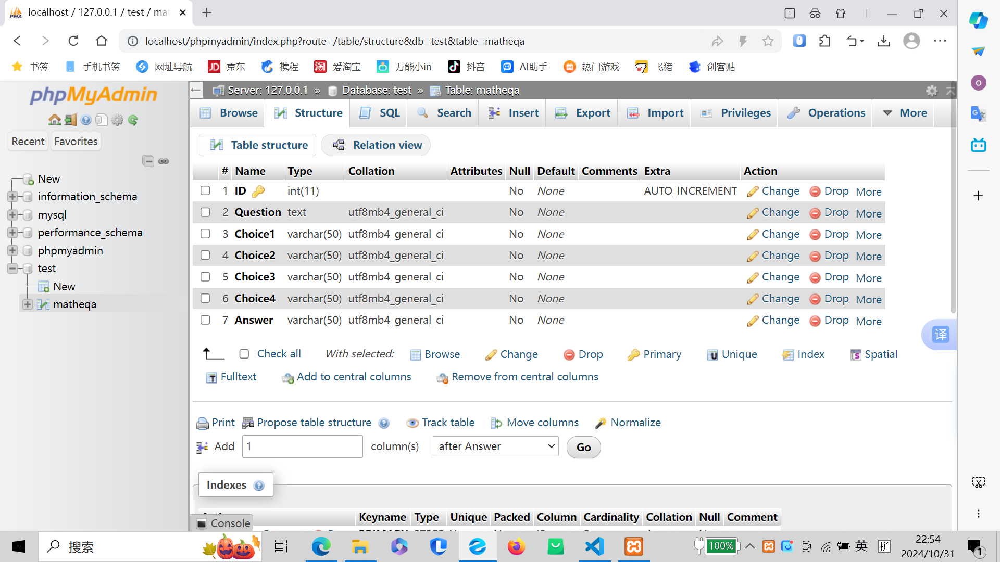 localhost / 127.0.0.1 / test / mat
localhost/phpmyadmin/index.php?route=/table/structure&db=test&table=matheqa
书签 手机书签 网址导航 JD 京东 携程 淘 爱淘宝 万能小in 抖音 AI助手 热门游戏 飞猪 创客贴
phpMyAdmin
Recent Favorites
New
information_schema
mysql
performance_schema
phpmyadmin
test
New
matheqa
Server: 127.0.0.1 » Database: test » Table: matheqa
Browse Structure SQL Search Insert Export Import Privileges Operations More
Table structure Relation view
# Name Type Collation Attributes Null Default Comments Extra Action
1 ID int(11) No None AUTO_INCREMENT Change Drop More
2 Question text utf8mb4_general_ci No None Change Drop More
3 Choice1 varchar(50) utf8mb4_general_ci No None Change Drop More
4 Choice2 varchar(50) utf8mb4_general_ci No None Change Drop More
5 Choice3 varchar(50) utf8mb4_general_ci No None Change Drop More
6 Choice4 varchar(50) utf8mb4_general_ci No None Change Drop More
7 Answer varchar(50) utf8mb4_general_ci No None Change Drop More
译
Check all With selected: Browse Change Drop Primary Unique Index Spatial
Fulltext Add to central columns Remove from central columns
Print Propose table structure Track table Move columns Normalize
Add 1 column(s) after Answer Go
Indexes
Keyname Type Unique Packed Column Cardinality Collation Null Comment
Console
搜索
100%
英
拼
22:54
2024/10/31
1